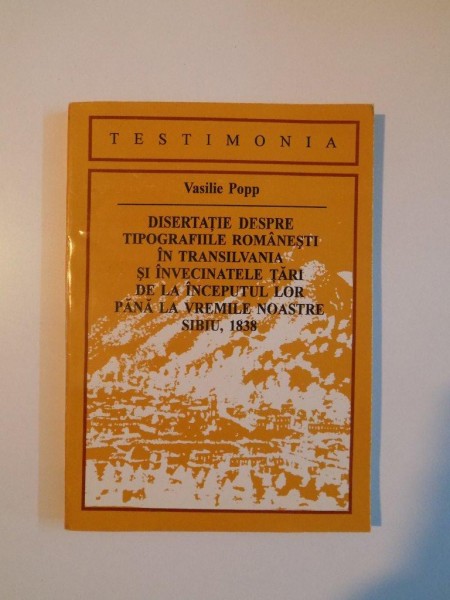 TESTIMONIA
Vasilie Popp
DISERTAȚIE DESPRE
TIPOGRAFIILE ROMÂNEȘTI
ÎN TRANSILVANIA
ȘI ÎNVECINATELE ȚĂRI
DE LA ÎNCEPUTUL LOR
PÂNĂ LA VREMILE NOASTRE
SIBIU, 1838